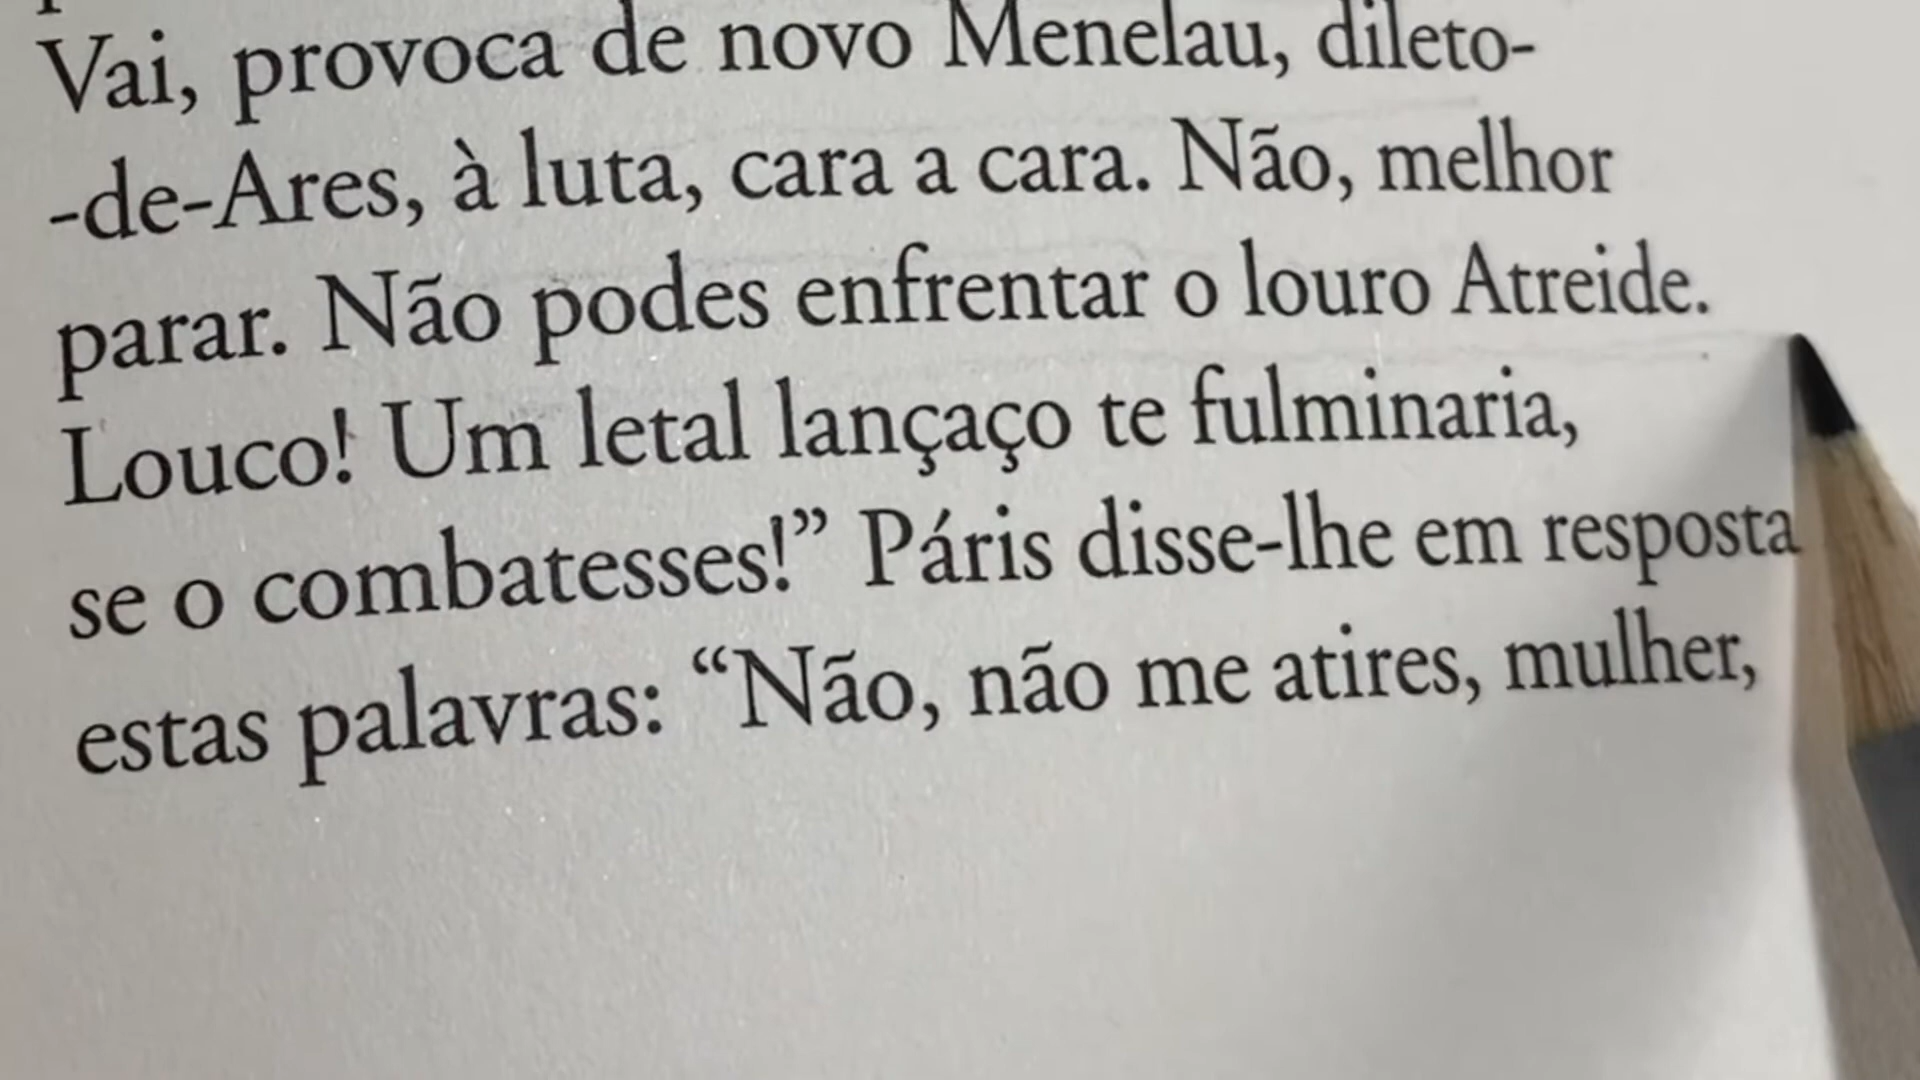 Vai, provoca de novo Menelau, dileto-
-de-Ares, à luta, cara a cara. Não, melhor
parar. Não podes enfrentar o louro Atreide.
Louco! Um letal lançaço te fulminaria,
se o combatesses!” Páris disse-lhe em resposta
estas palavras: “Não, não me atires, mulher,